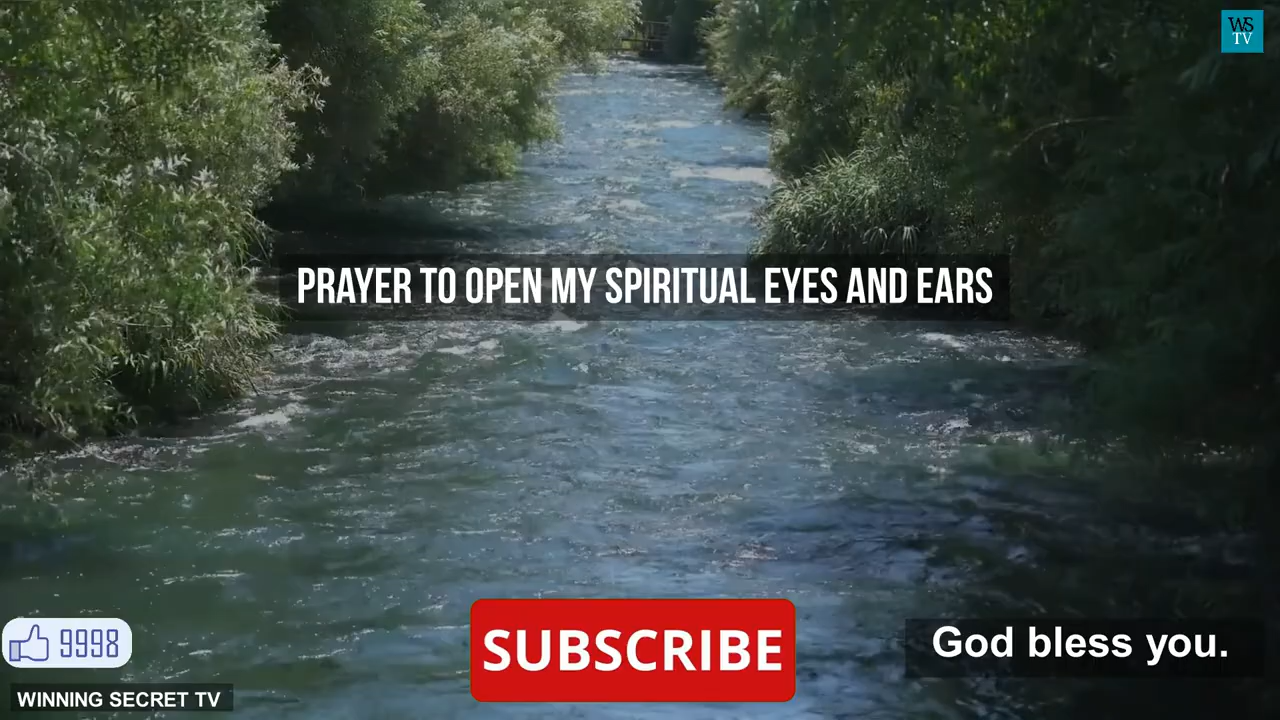 WS
TV
PRAYER TO OPEN MY SPIRITUAL EYES AND EARS
9998
SUBSCRIBE
God bless you.
WINNING SECRET TV